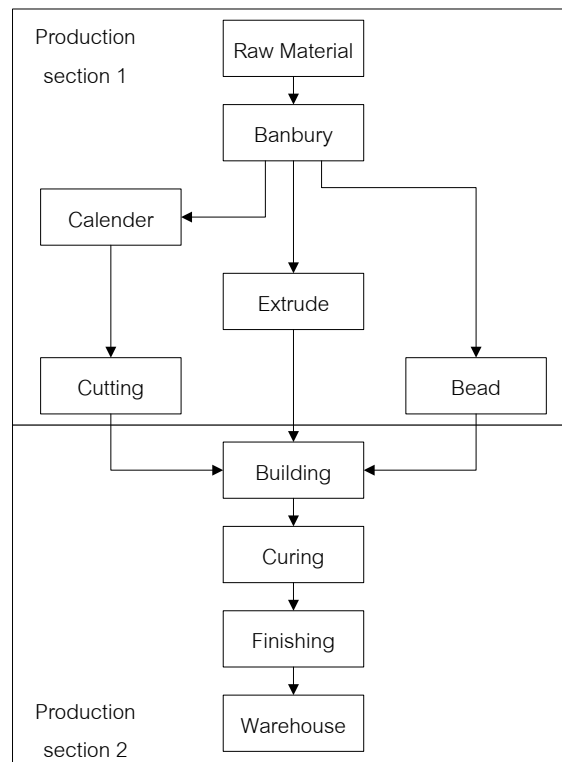 Production
section 1
Raw Material
Banbury
Calender
Extrude
Cutting
Bead
Building
Curing
Finishing
Warehouse
Production
section 2